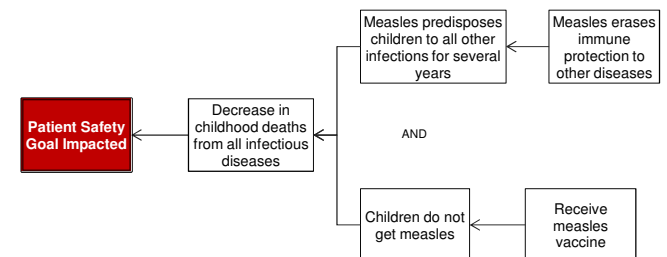 Measles predisposes
children to all other
infections for several
years
Measles erases
immune
protection to
other diseases
Patient Safety
Goal Impacted
Decrease in
childhood deaths
from all infectious
diseases
AND
Children do not
get measles
Receive
measles
vaccine